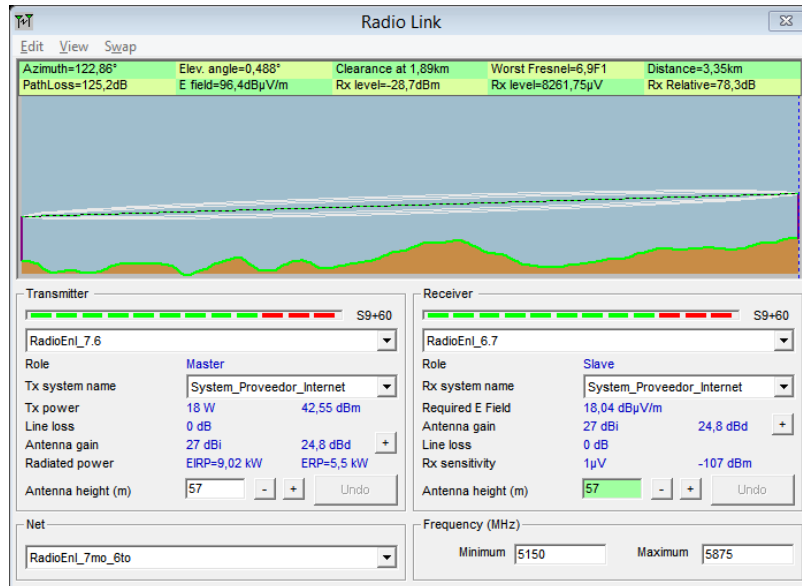 Radio Link
Edit View Swap
Azimuth=122,86° Elev. angle=0,488° Clearance at 1,89km Worst Fresnel=6,9F1 Distance=3,35km
PathLoss=125,2dB E field=96,4dBµV/m Rx level=-28,7dBm Rx level=8261,75µV Rx Relative=78,3dB
Transmitter
S9+60
RadioEnl_7.6
Role Master
Tx system name System_Proveedor_Internet
Tx power 18 W 42,55 dBm
Line loss 0 dB
Antenna gain 27 dBi 24,8 dBd +
Radiated power EIRP=9,02 kW ERP=5,5 kW
Antenna height (m) 57 - + Undo
Receiver
S9+60
RadioEnl_6.7
Role Slave
Rx system name System_Proveedor_Internet
Required E Field 18,04 dBµV/m
Antenna gain 27 dBi 24,8 dBd +
Line loss 0 dB
Rx sensitivity 1µV -107 dBm
Antenna height (m) 57 - + Undo
Net
RadioEnl_7mo_6to
Frequency (MHz)
Minimum 5150 Maximum 5875